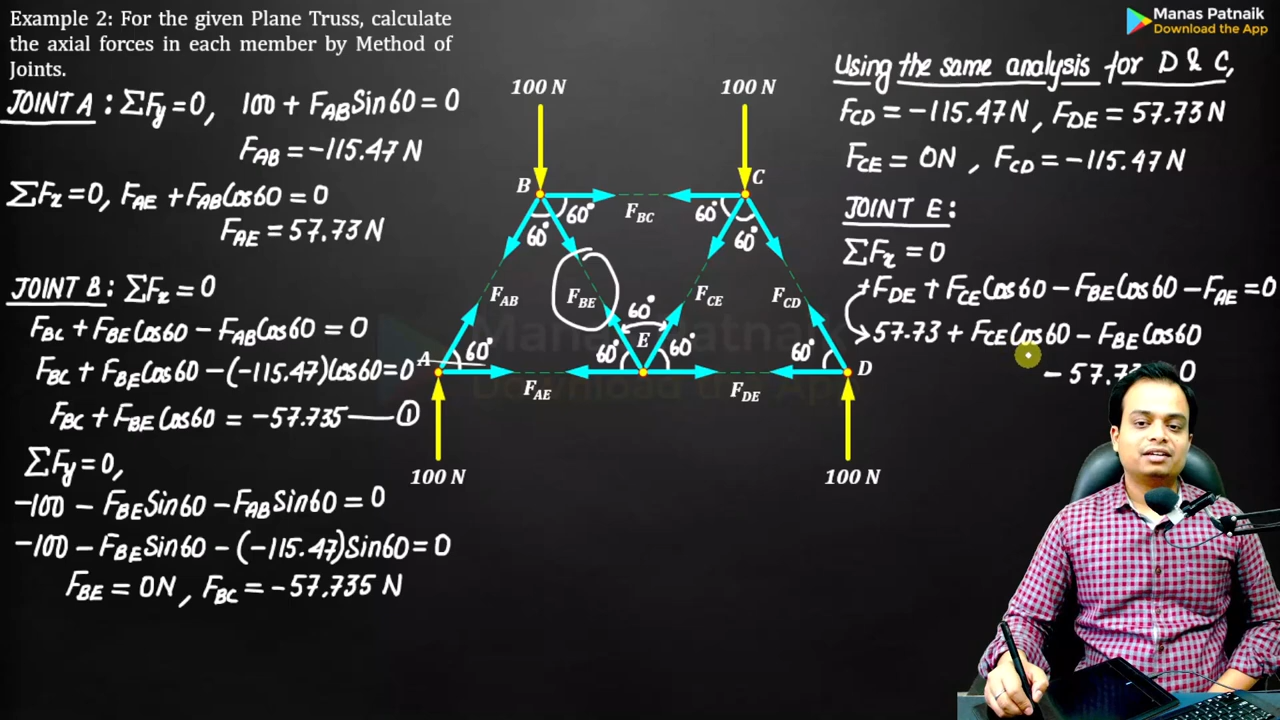 Example 2: For the given Plane Truss, calculate
the axial forces in each member by Method of
Joints.
JOINT A : ΣFy=0, 100 + FAB Sin60 = 0
FAB = -115.47 N
ΣFx=0, FAE + FAB Cos60 = 0
FAE = 57.73 N
JOINT B: ΣFx = 0
FBC + FBE Cos60 - FAB Cos60 = 0
FBC + FBE Cos60 - (-115.47)Cos60=0
FBC + FBE Cos60 = -57.735 — ①
ΣFy=0,
-100 - FBE Sin60 - FAB Sin60 = 0
-100 - FBE Sin60 - (-115.47)Sin60=0
FBE = 0N, FBC = -57.735 N
100 N
100 N
B
C
60°
60°
60°
60°
FBC
FAB
FBE
FCE
FCD
60°
E
A
60°
60°
60°
60°
D
FAE
FDE
100 N
100 N
Manas Patnaik
Download the App
Using the same analysis for D & C,
FCD = -115.47N, FDE = 57.73N
FCE = 0N, FCD = -115.47N
JOINT E:
ΣFx = 0
+FDE + FCE Cos60 - FBE Cos60 - FAE = 0
57.73 + FCE Cos60 - FBE Cos60
- 57.7 0